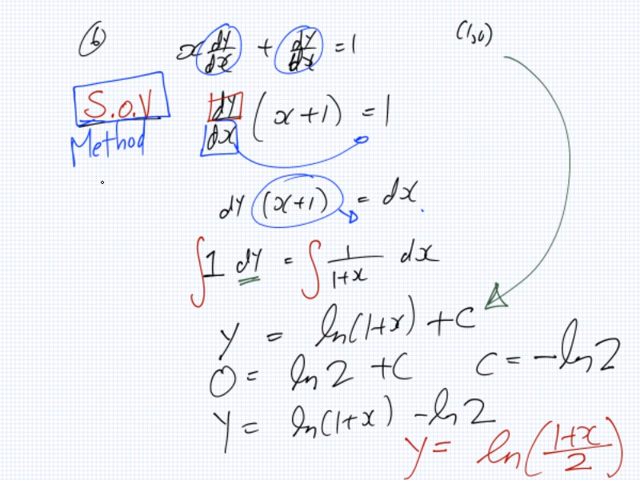 (b) x dy/dx + dy/dx = 1 (1,0)
S.O.V dy/dx (x+1) = 1
Method
dy (x+1) = dx.
∫ 1 dy = ∫ 1/(1+x) dx
y = ln(1+x) + C
0 = ln 2 + C C = -ln 2
y = ln(1+x) - ln 2
y = ln((1+x)/2)